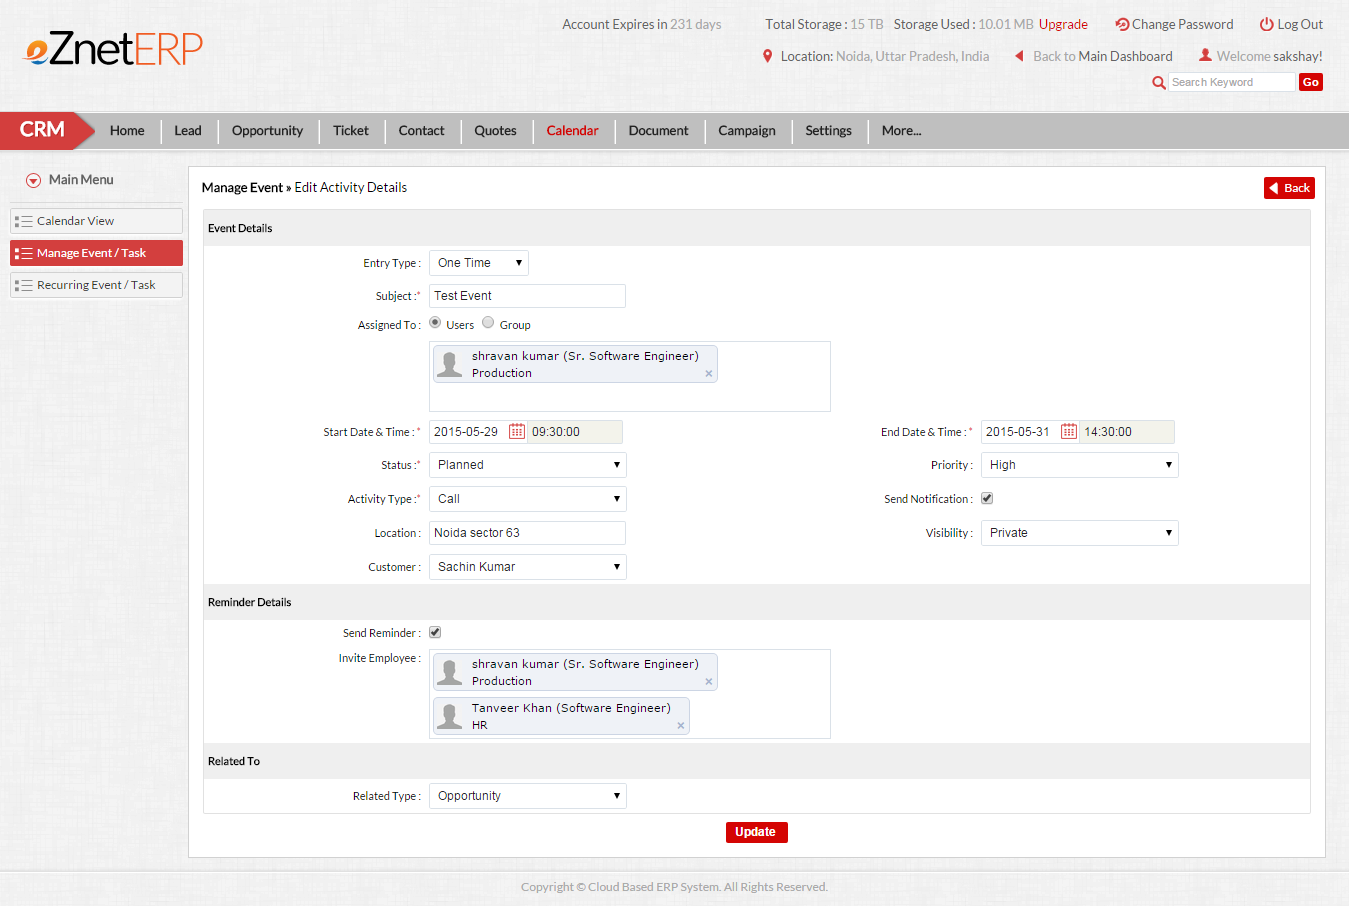 eZnetERP
Account Expires in 231 days Total Storage : 15 TB Storage Used : 10.01 MB Upgrade Change Password Log Out
Location: Noida, Uttar Pradesh, India Back to Main Dashboard Welcome sakshay!
Search Keyword Go
CRM Home Lead Opportunity Ticket Contact Quotes Calendar Document Campaign Settings More...
Main Menu
Calendar View
Manage Event / Task
Recurring Event / Task
Manage Event » Edit Activity Details Back
Event Details
Entry Type : One Time
Subject :* Test Event
Assigned To : Users Group
shravan kumar (Sr. Software Engineer)
Production ×
Start Date & Time : * 2015-05-29 09:30:00 End Date & Time : * 2015-05-31 14:30:00
Status :* Planned Priority : High
Activity Type :* Call Send Notification :
Location : Noida sector 63 Visibility : Private
Customer : Sachin Kumar
Reminder Details
Send Reminder :
Invite Employee : shravan kumar (Sr. Software Engineer)
Production ×
Tanveer Khan (Software Engineer)
HR ×
Related To
Related Type : Opportunity
Update
Copyright © Cloud Based ERP System. All Rights Reserved.